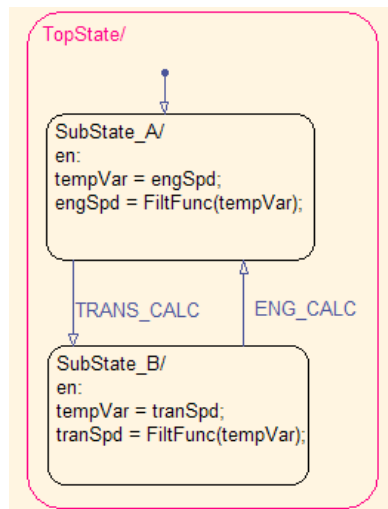 TopState/
SubState_A/
en:
tempVar = engSpd;
engSpd = FiltFunc(tempVar);
TRANS_CALC
ENG_CALC
SubState_B/
en:
tempVar = tranSpd;
tranSpd = FiltFunc(tempVar);